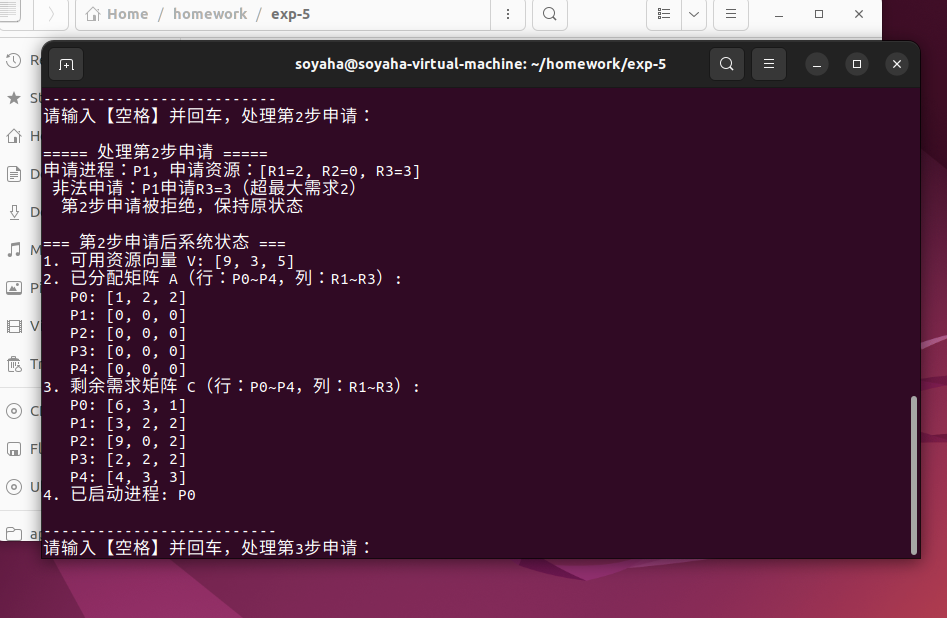 Home / homework / exp-5
soyaha@soyaha-virtual-machine: ~/homework/exp-5
--------------------------
请输入【空格】并回车，处理第2步申请：
===== 处理第2步申请 =====
申请进程：P1，申请资源：[R1=2, R2=0, R3=3]
非法申请：P1申请R3=3（超最大需求2）
第2步申请被拒绝，保持原状态
=== 第2步申请后系统状态 ===
1. 可用资源向量 V: [9, 3, 5]
2. 已分配矩阵 A（行：P0~P4，列：R1~R3）:
P0: [1, 2, 2]
P1: [0, 0, 0]
P2: [0, 0, 0]
P3: [0, 0, 0]
P4: [0, 0, 0]
3. 剩余需求矩阵 C（行：P0~P4，列：R1~R3）:
P0: [6, 3, 1]
P1: [3, 2, 2]
P2: [9, 0, 2]
P3: [2, 2, 2]
P4: [4, 3, 3]
4. 已启动进程: P0
--------------------------
请输入【空格】并回车，处理第3步申请：